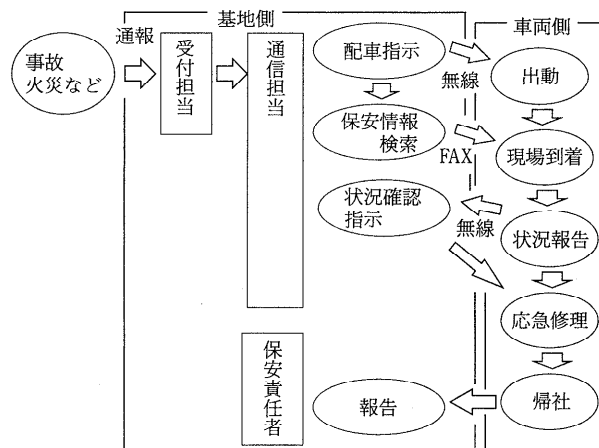 基地側
車両側
通報
事故
火災など
受付担当
通信担当
配車指示
無線
出動
保安情報
検索
FAX
現場到着
状況確認
指示
無線
状況報告
応急修理
保安責任者
報告
帰社